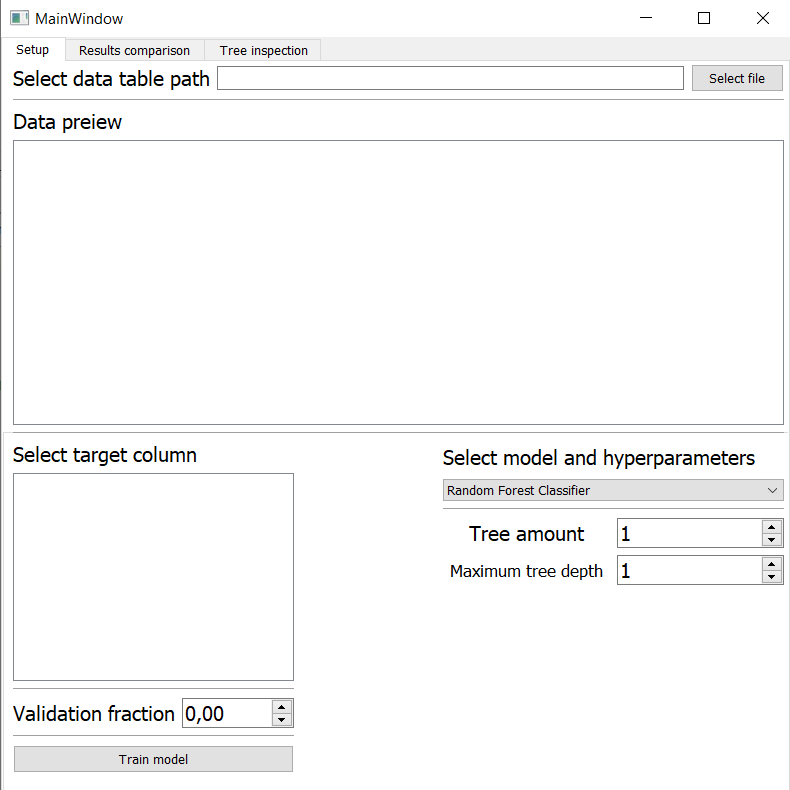 MainWindow
Setup Results comparison Tree inspection
Select data table path Select file
Data preiew
Select target column
Select model and hyperparameters
Random Forest Classifier
Tree amount 1
Maximum tree depth 1
Validation fraction 0,00
Train model